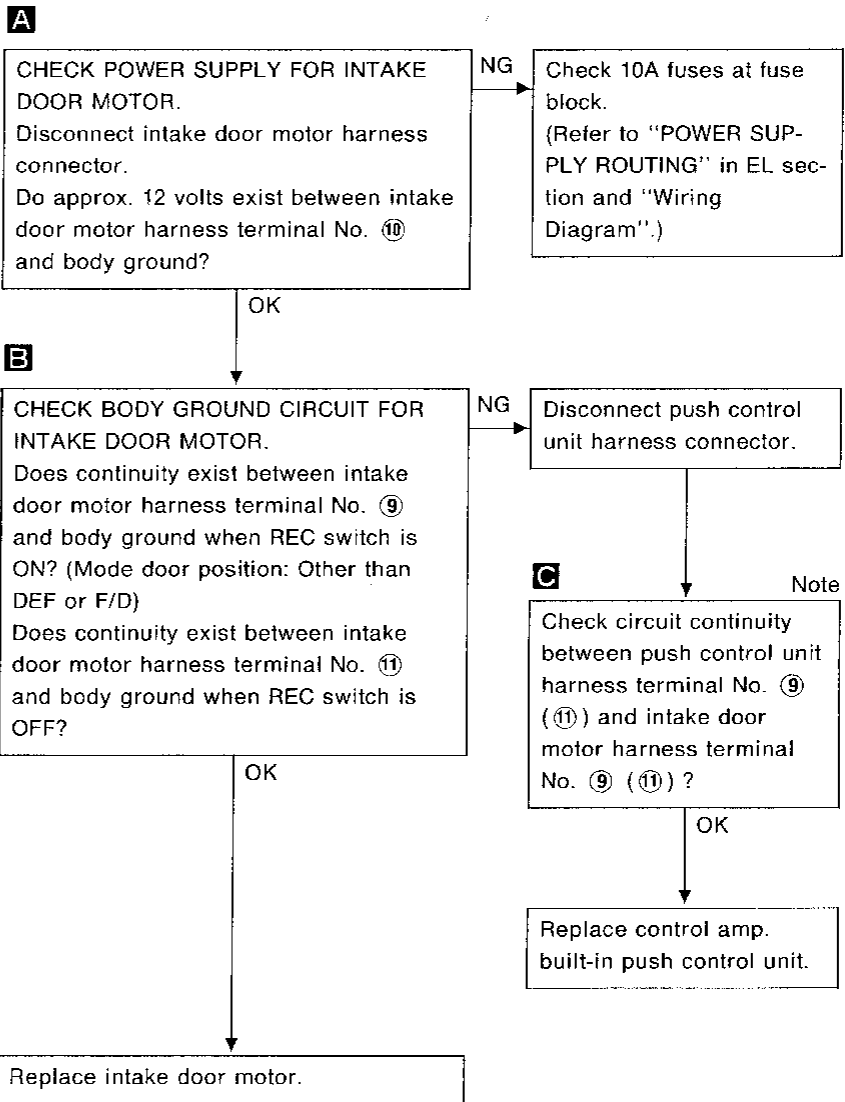 A
CHECK POWER SUPPLY FOR INTAKE
DOOR MOTOR.
Disconnect intake door motor harness
connector.
Do approx. 12 volts exist between intake
door motor harness terminal No. ⑩
and body ground?
NG
Check 10A fuses at fuse
block.
(Refer to "POWER SUP-
PLY ROUTING" in EL sec-
tion and "Wiring
Diagram".)
OK
B
CHECK BODY GROUND CIRCUIT FOR
INTAKE DOOR MOTOR.
Does continuity exist between intake
door motor harness terminal No. ⑨
and body ground when REC switch is
ON? (Mode door position: Other than
DEF or F/D)
Does continuity exist between intake
door motor harness terminal No. ⑪
and body ground when REC switch is
OFF?
NG
Disconnect push control
unit harness connector.
C
Note
Check circuit continuity
between push control unit
harness terminal No. ⑨
(⑪) and intake door
motor harness terminal
No. ⑨ (⑪) ?
OK
Replace control amp.
built-in push control unit.
OK
Replace intake door motor.